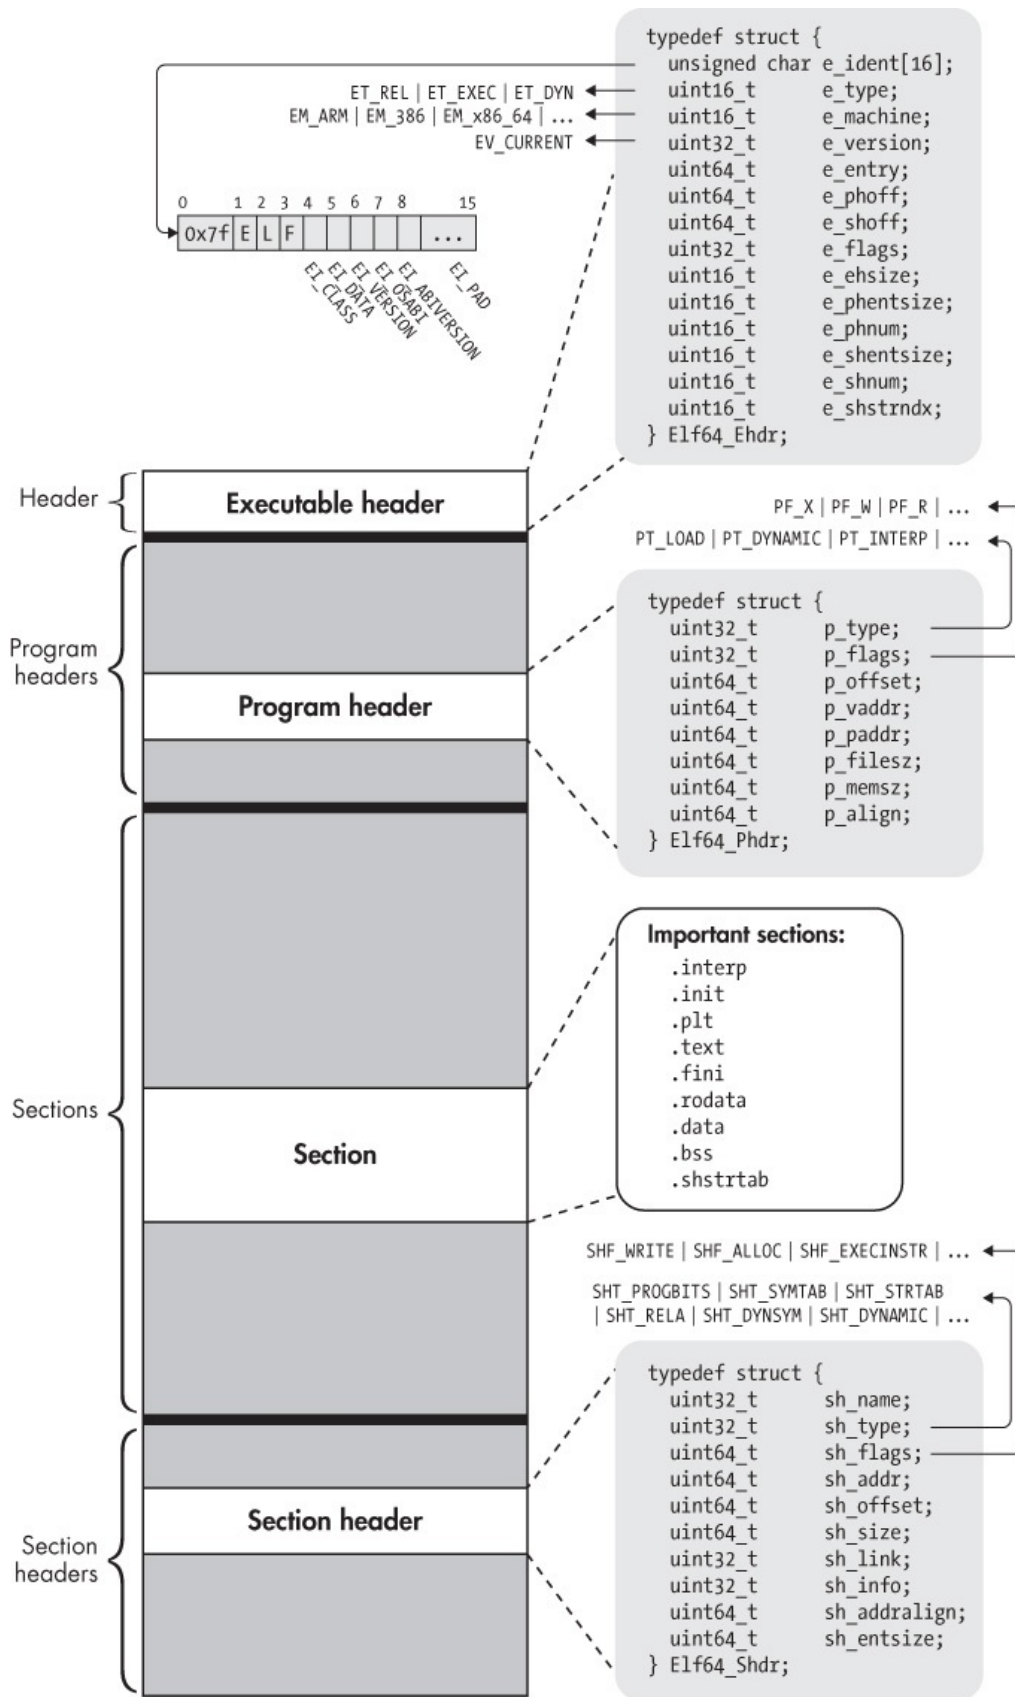 typedef struct {
unsigned char e_ident[16];
ET_REL | ET_EXEC | ET_DYN
uint16_t e_type;
EM_ARM | EM_386 | EM_x86_64 | ...
uint16_t e_machine;
EV_CURRENT
uint32_t e_version;
uint64_t e_entry;
uint64_t e_phoff;
uint64_t e_shoff;
uint32_t e_flags;
uint16_t e_ehsize;
uint16_t e_phentsize;
uint16_t e_phnum;
uint16_t e_shentsize;
uint16_t e_shnum;
uint16_t e_shstrndx;
} Elf64_Ehdr;
0 1 2 3 4 5 6 7 8 15
0x7f E L F ...
EI_CLASS
EI_DATA
EI_VERSION
EI_OSABI
EI_ABIVERSION
EI_PAD
Header
Executable header
PF_X | PF_W | PF_R | ...
PT_LOAD | PT_DYNAMIC | PT_INTERP | ...
Program
headers
Program header
typedef struct {
uint32_t p_type;
uint32_t p_flags;
uint64_t p_offset;
uint64_t p_vaddr;
uint64_t p_paddr;
uint64_t p_filesz;
uint64_t p_memsz;
uint64_t p_align;
} Elf64_Phdr;
Sections
Section
Important sections:
.interp
.init
.plt
.text
.fini
.rodata
.data
.bss
.shstrtab
SHF_WRITE | SHF_ALLOC | SHF_EXECINSTR | ...
SHT_PROGBITS | SHT_SYMTAB | SHT_STRTAB
| SHT_RELA | SHT_DYNSYM | SHT_DYNAMIC | ...
Section
headers
Section header
typedef struct {
uint32_t sh_name;
uint32_t sh_type;
uint64_t sh_flags;
uint64_t sh_addr;
uint64_t sh_offset;
uint64_t sh_size;
uint32_t sh_link;
uint32_t sh_info;
uint64_t sh_addralign;
uint64_t sh_entsize;
} Elf64_Shdr;